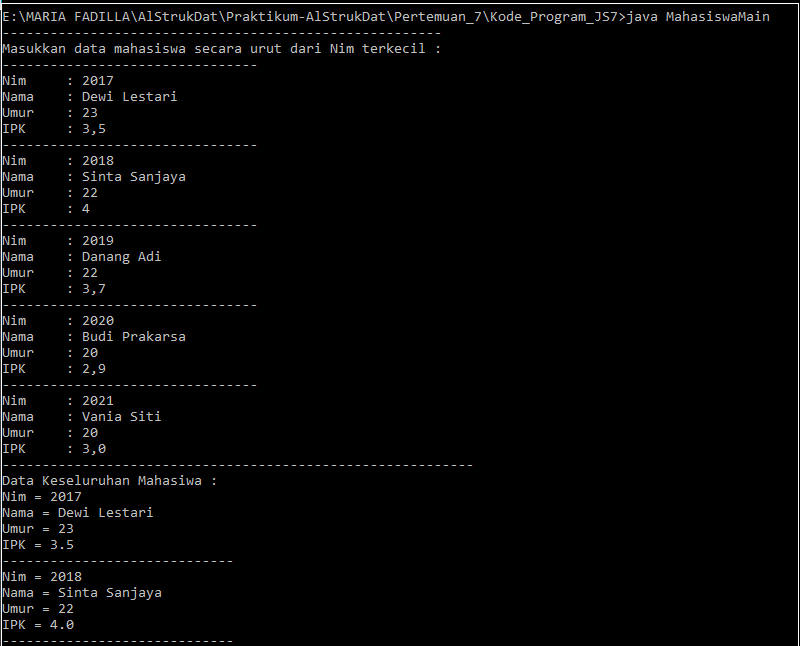 E:\MARIA FADILLA\AlStrukDat\Praktikum-AlStrukDat\Pertemuan_7\Kode_Program_JS7>java MahasiswaMain
-------------------------------------------------------
Masukkan data mahasiswa secara urut dari Nim terkecil :
--------------------------------
Nim     : 2017
Nama    : Dewi Lestari
Umur    : 23
IPK     : 3,5
--------------------------------
Nim     : 2018
Nama    : Sinta Sanjaya
Umur    : 22
IPK     : 4
--------------------------------
Nim     : 2019
Nama    : Danang Adi
Umur    : 22
IPK     : 3,7
--------------------------------
Nim     : 2020
Nama    : Budi Prakarsa
Umur    : 20
IPK     : 2,9
--------------------------------
Nim     : 2021
Nama    : Vania Siti
Umur    : 20
IPK     : 3,0
-----------------------------------------------------------
Data Keseluruhan Mahasiwa :
Nim = 2017
Nama = Dewi Lestari
Umur = 23
IPK = 3.5
-----------------------------
Nim = 2018
Nama = Sinta Sanjaya
Umur = 22
IPK = 4.0
-----------------------------